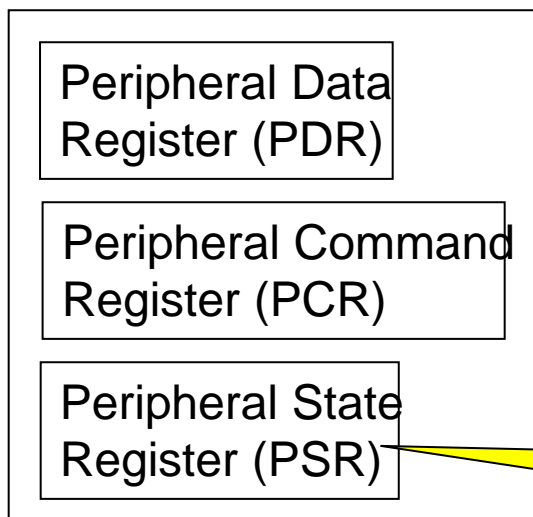 Peripheral Data
Register (PDR)
Peripheral Command
Register (PCR)
Peripheral State
Register (PSR)